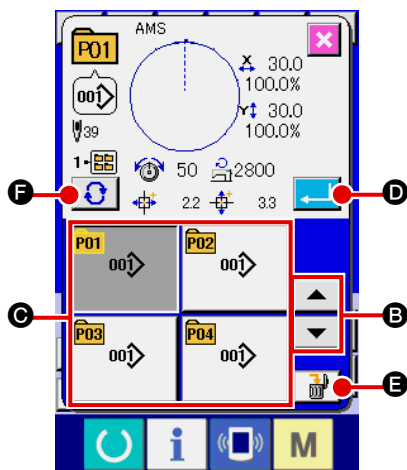 AMS
P01
X 30.0
100.0%
001
Y 30.0
100.0%
39
1-
50 2800
F
D
2.2 3.3
P01 P02
001 001
C
B
P03 P04
001 001
E
i M